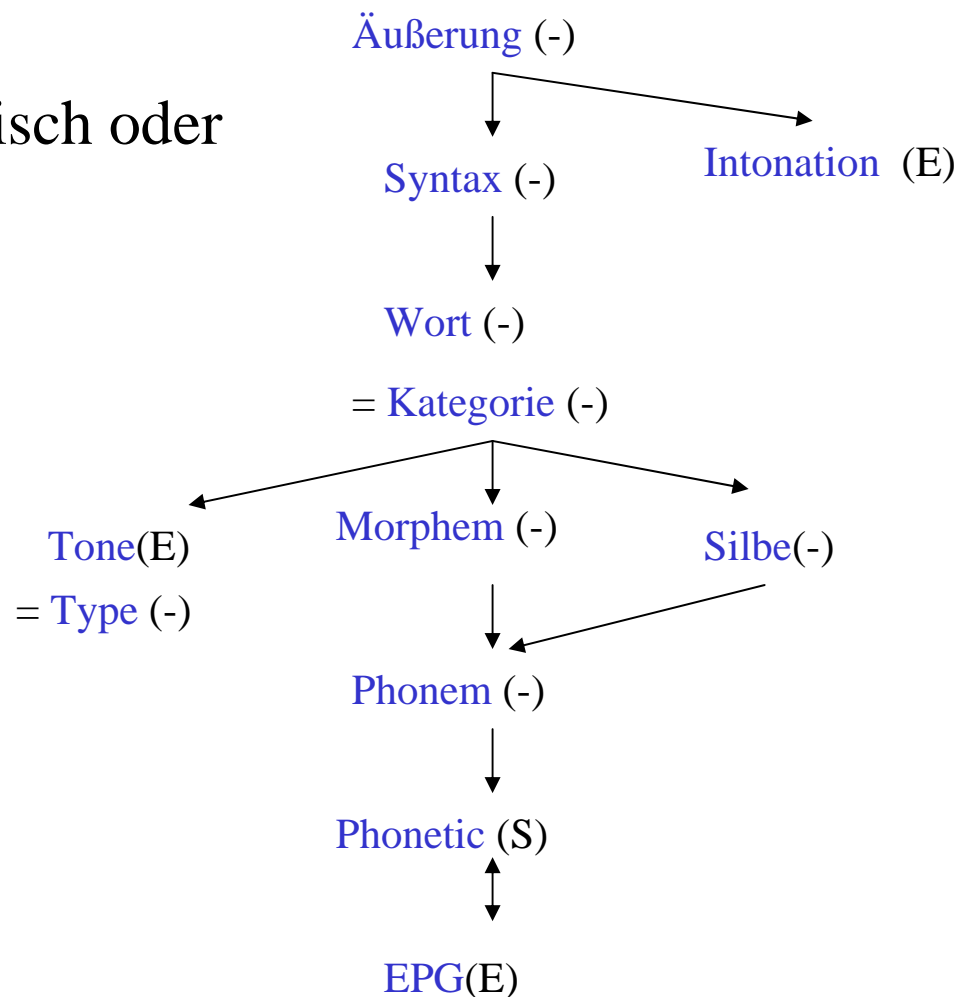 Äußerung (-)
isch oder
Syntax (-)
Intonation (E)
Wort (-)
= Kategorie (-)
Tone(E)
Morphem (-)
Silbe(-)
= Type (-)
Phonem (-)
Phonetic (S)
EPG(E)